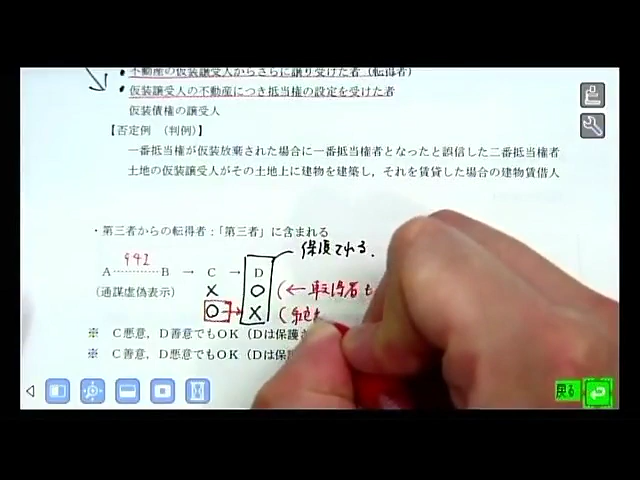 ・不動産の仮装譲受人からさらに譲り受けた者（転得者）
・仮装譲受人の不動産につき抵当権の設定を受けた者
仮装債権の譲受人
【否定例　（判例）】
一番抵当権が仮装放棄された場合に一番抵当権者となったと誤信した二番抵当権者
土地の仮装譲受人がその土地上に建物を建築し，それを賃貸した場合の建物賃借人
・第三者からの転得者：「第三者」に含まれる
保護される．
942
A…………B　→　C　→　D
（通謀虚偽表示）　×　○　（←転得者も
○→×　（
※　C悪意，D善意でもOK（Dは保護さ
※　C善意，D悪意でもOK（Dは保護
戻る